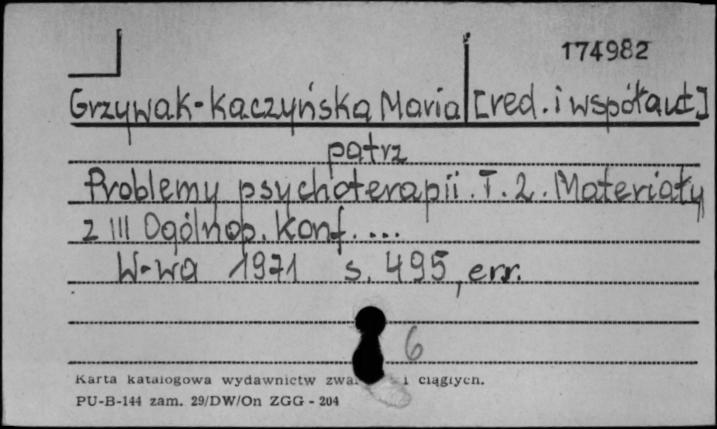 174982
Grzywak-Kaczyńska Maria [red. i współaut]
patrz
Problemy psychoterapii. T. 2. Materiały
z III Ogólnop. Konf. ...
W-wa 1971 s. 495, err.
6
Karta katalogowa wydawnictw i ciągłych.
PU-B-144 zam. 29/DW/On ZGG - 204